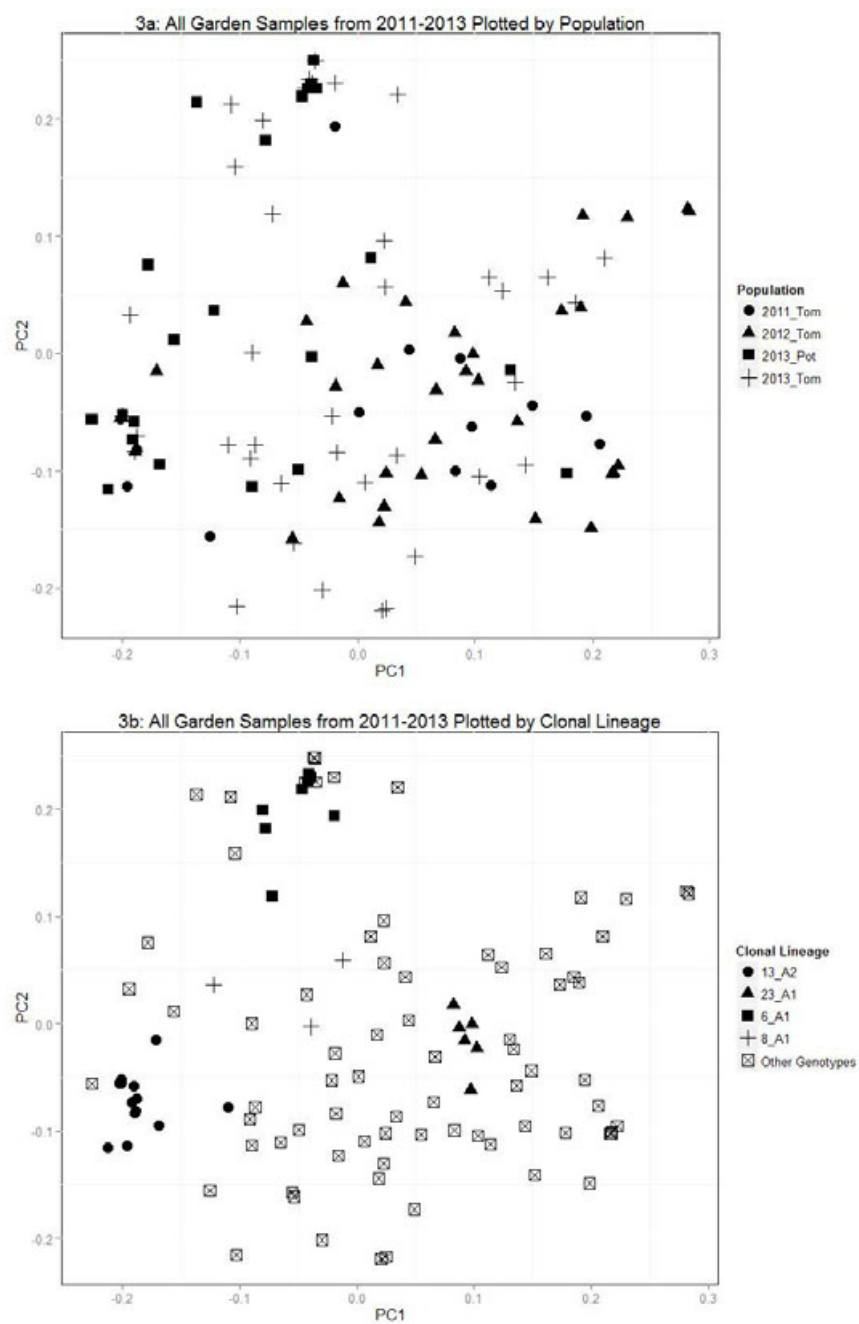 3a: All Garden Samples from 2011-2013 Plotted by Population
0.2
0.1
0.0
-0.1
-0.2
PC2
-0.2 -0.1 0.0 0.1 0.2 0.3
PC1
Population
2011_Tom
2012_Tom
2013_Pot
2013_Tom
3b: All Garden Samples from 2011-2013 Plotted by Clonal Lineage
0.2
0.1
0.0
-0.1
-0.2
PC2
-0.2 -0.1 0.0 0.1 0.2 0.3
PC1
Clonal Lineage
13_A2
23_A1
6_A1
8_A1
Other Genotypes